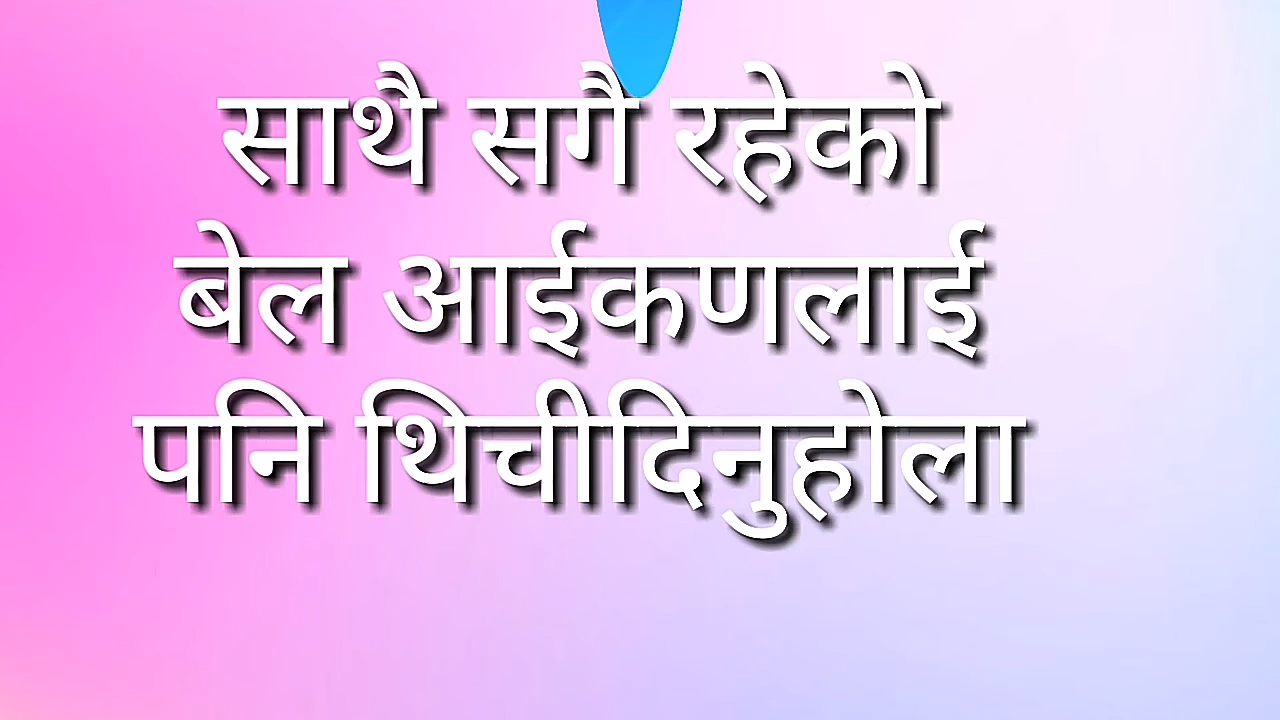 साथै सगै रहेको
बेल आईकणलाई
पनि थिचीदिनुहोला